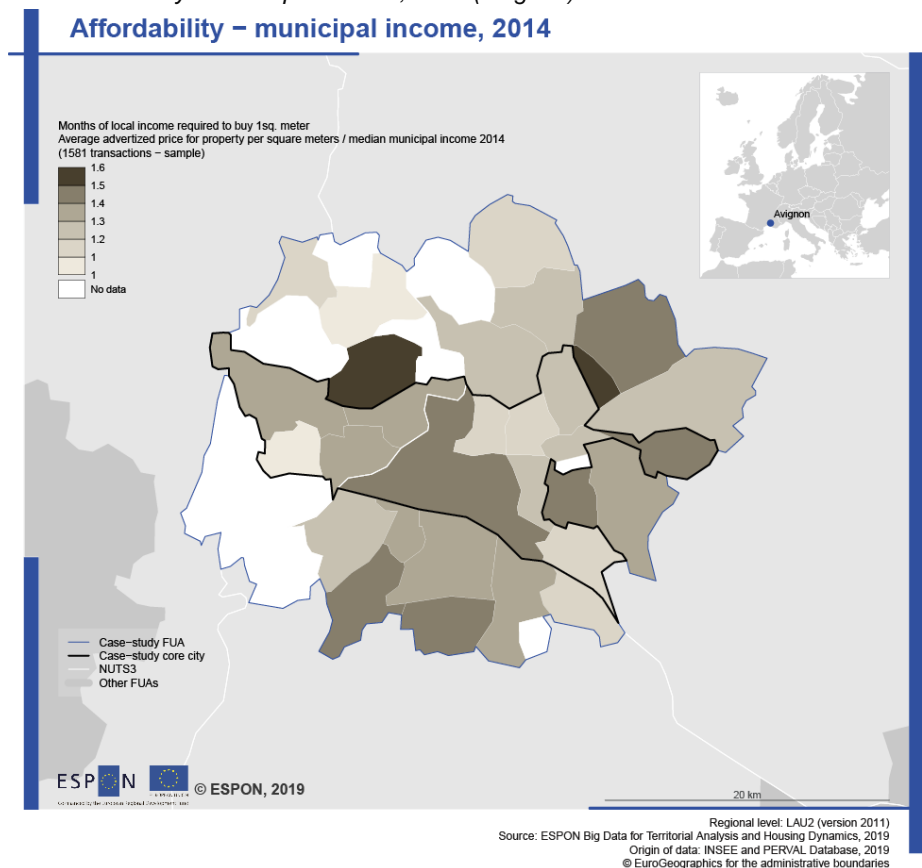 Affordability − municipal income, 2014
Months of local income required to buy 1sq. meter
Average advertized price for property per square meters / median municipal income 2014
(1581 transactions − sample)
1.6
1.5
1.4
1.3
1.2
1
1
No data
Avignon
Case−study FUA
Case−study core city
NUTS3
Other FUAs
ESPON
© ESPON, 2019
20 km
Regional level: LAU2 (version 2011)
Source: ESPON Big Data for Territorial Analysis and Housing Dynamics, 2019
Origin of data: INSEE and PERVAL Database, 2019
© EuroGeographics for the administrative boundaries